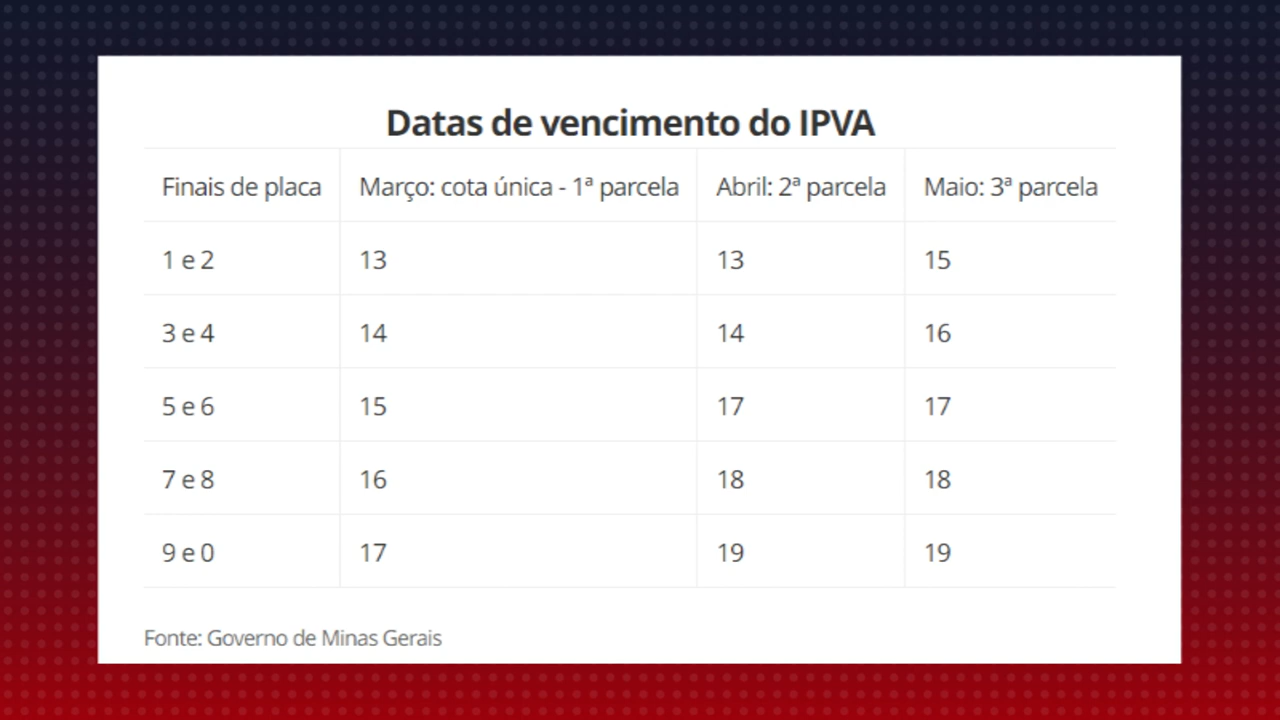 Datas de vencimento do IPVA
Finais de placa Março: cota única - 1ª parcela Abril: 2ª parcela Maio: 3ª parcela
1 e 2 13 13 15
3 e 4 14 14 16
5 e 6 15 17 17
7 e 8 16 18 18
9 e 0 17 19 19
Fonte: Governo de Minas Gerais